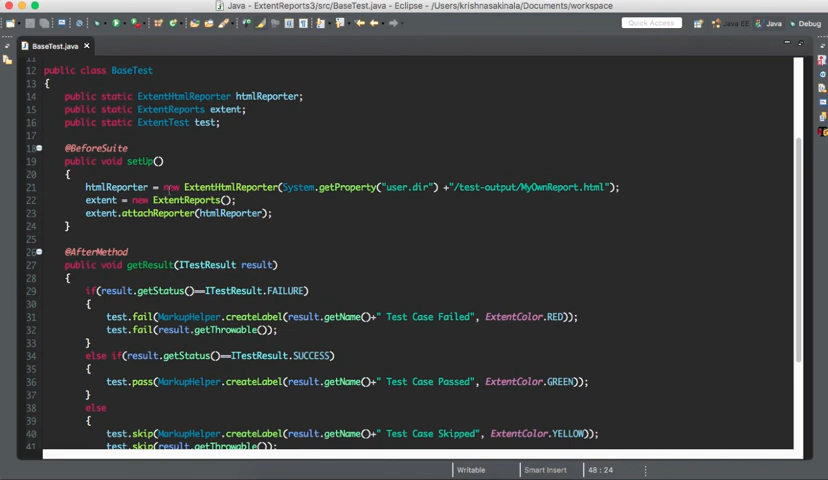 Java - ExtentReports3/src/BaseTest.java - Eclipse - /Users/krishnasakinala/Documents/workspace
Quick Access
Java EE
Java
Debug
BaseTest.java
11
12 public class BaseTest
13 {
14 public static ExtentHtmlReporter htmlReporter;
15 public static ExtentReports extent;
16 public static ExtentTest test;
17
18 @BeforeSuite
19 public void setUp()
20 {
21 htmlReporter = new ExtentHtmlReporter(System.getProperty("user.dir") +"/test-output/MyOwnReport.html");
22 extent = new ExtentReports();
23 extent.attachReporter(htmlReporter);
24 }
25
26 @AfterMethod
27 public void getResult(ITestResult result)
28 {
29 if(result.getStatus()==ITestResult.FAILURE)
30 {
31 test.fail(MarkupHelper.createLabel(result.getName()+" Test Case Failed", ExtentColor.RED));
32 test.fail(result.getThrowable());
33 }
34 else if(result.getStatus()==ITestResult.SUCCESS)
35 {
36 test.pass(MarkupHelper.createLabel(result.getName()+" Test Case Passed", ExtentColor.GREEN));
37 }
38 else
39 {
40 test.skip(MarkupHelper.createLabel(result.getName()+" Test Case Skipped", ExtentColor.YELLOW));
41 test.skip(result.getThrowable());
Writable
Smart Insert
48 : 24